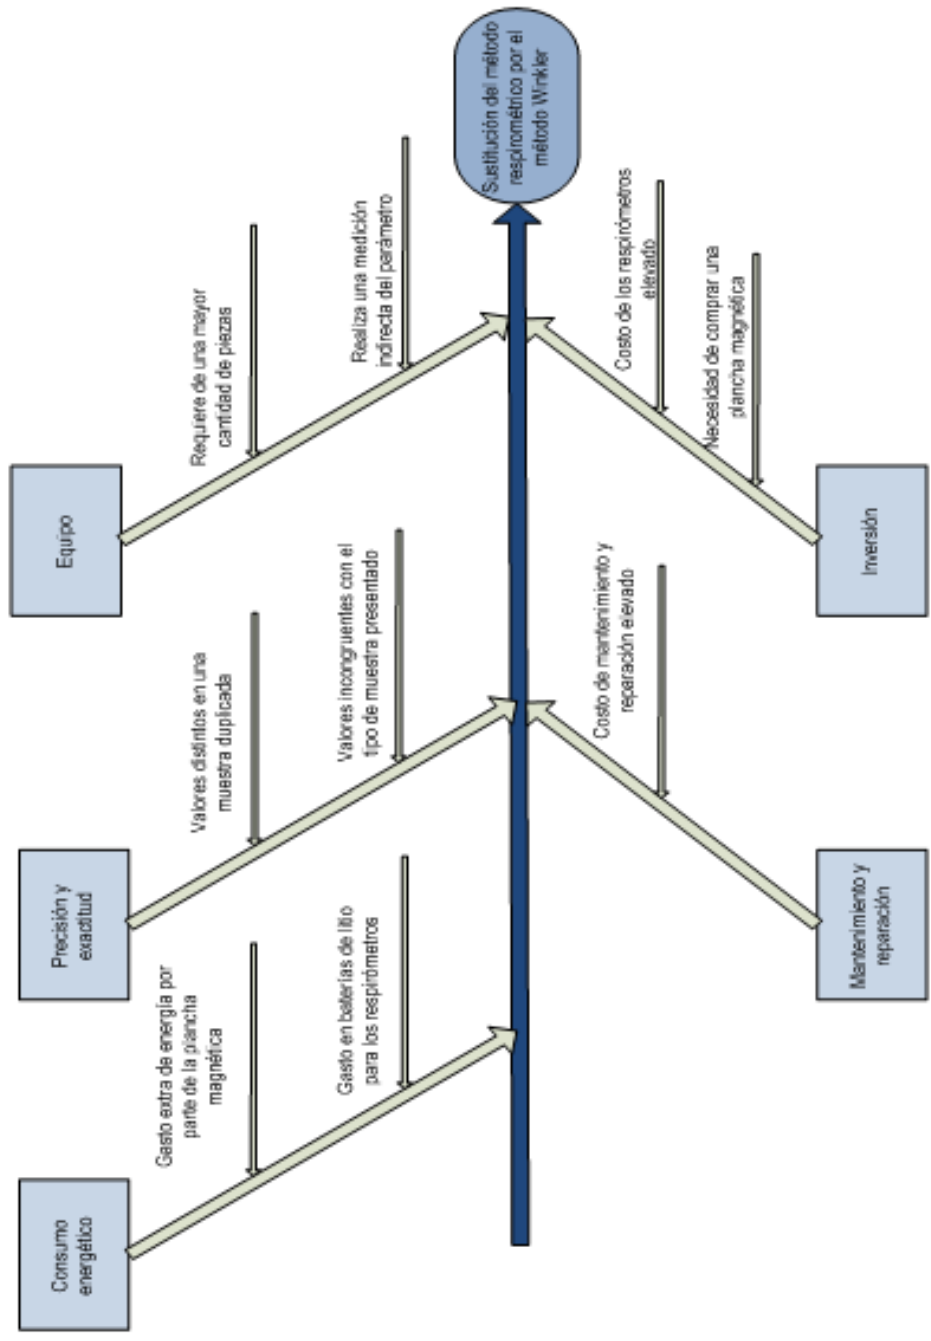 Consumo
energético
Precisión y
exactitud
Equipo
Gasto extra de energía por
parte de la plancha
magnética
Valores distintos en una
muestra duplicada
Requiere de una mayor
cantidad de piezas
Gasto en baterías de litio
para los respirómetros
Valores incongruentes con el
tipo de muestra presentado
Realiza una medición
indirecta del parámetro
Sustitución del método
respirométrico por el
método Winkler
Costo de mantenimiento y
reparación elevado
Costo de los respirómetros
elevado
Necesidad de comprar una
plancha magnética
Mantenimiento y
reparación
Inversión